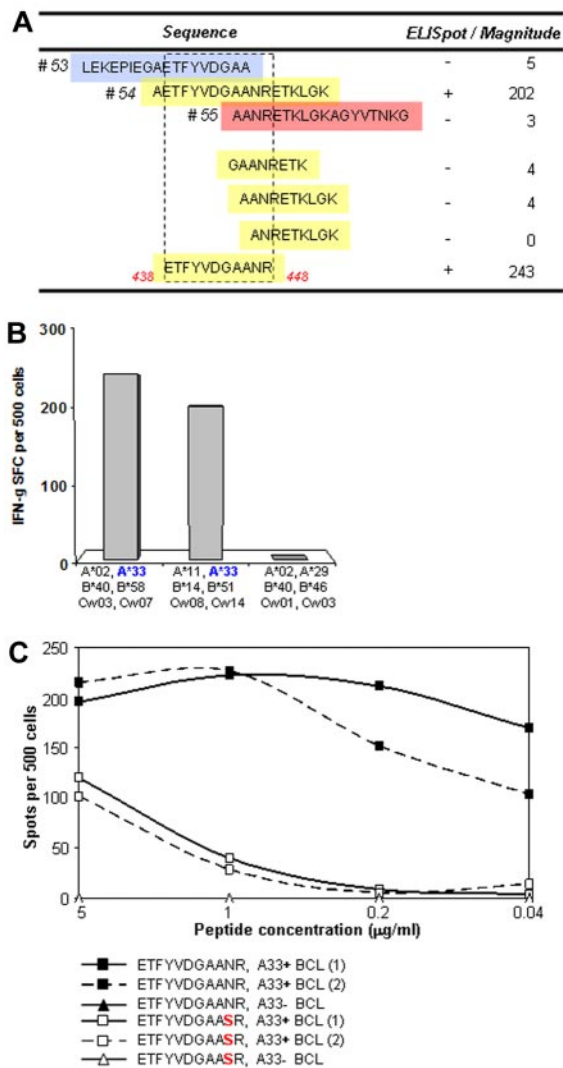 A
Sequence ELISpot / Magnitude
# 53 LEKEPIEGAETFYVDGAA - 5
# 54 AETFYVDGAANRETKLGK + 202
# 55 AANRETKLGKAGYVTNKG - 3
GAANRETK - 4
AANRETKLGK - 4
ANRETKLGK - 0
438 ETFYVDGAANR 448 + 243
B
IFN-g SFC per 500 cells
300
200
100
0
A*02, A*33 A*11, A*33 A*02, A*29
B*40, B*58 B*14, B*51 B*40, B*46
Cw03, Cw07 Cw08, Cw14 Cw01, Cw03
C
Spots per 500 cells
250
200
150
100
50
0
5 1 0.2 0.04
Peptide concentration (µg/ml)
ETFYVDGAANR, A33+ BCL (1)
ETFYVDGAANR, A33+ BCL (2)
ETFYVDGAANR, A33- BCL
ETFYVDGAASR, A33+ BCL (1)
ETFYVDGAASR, A33+ BCL (2)
ETFYVDGAASR, A33- BCL